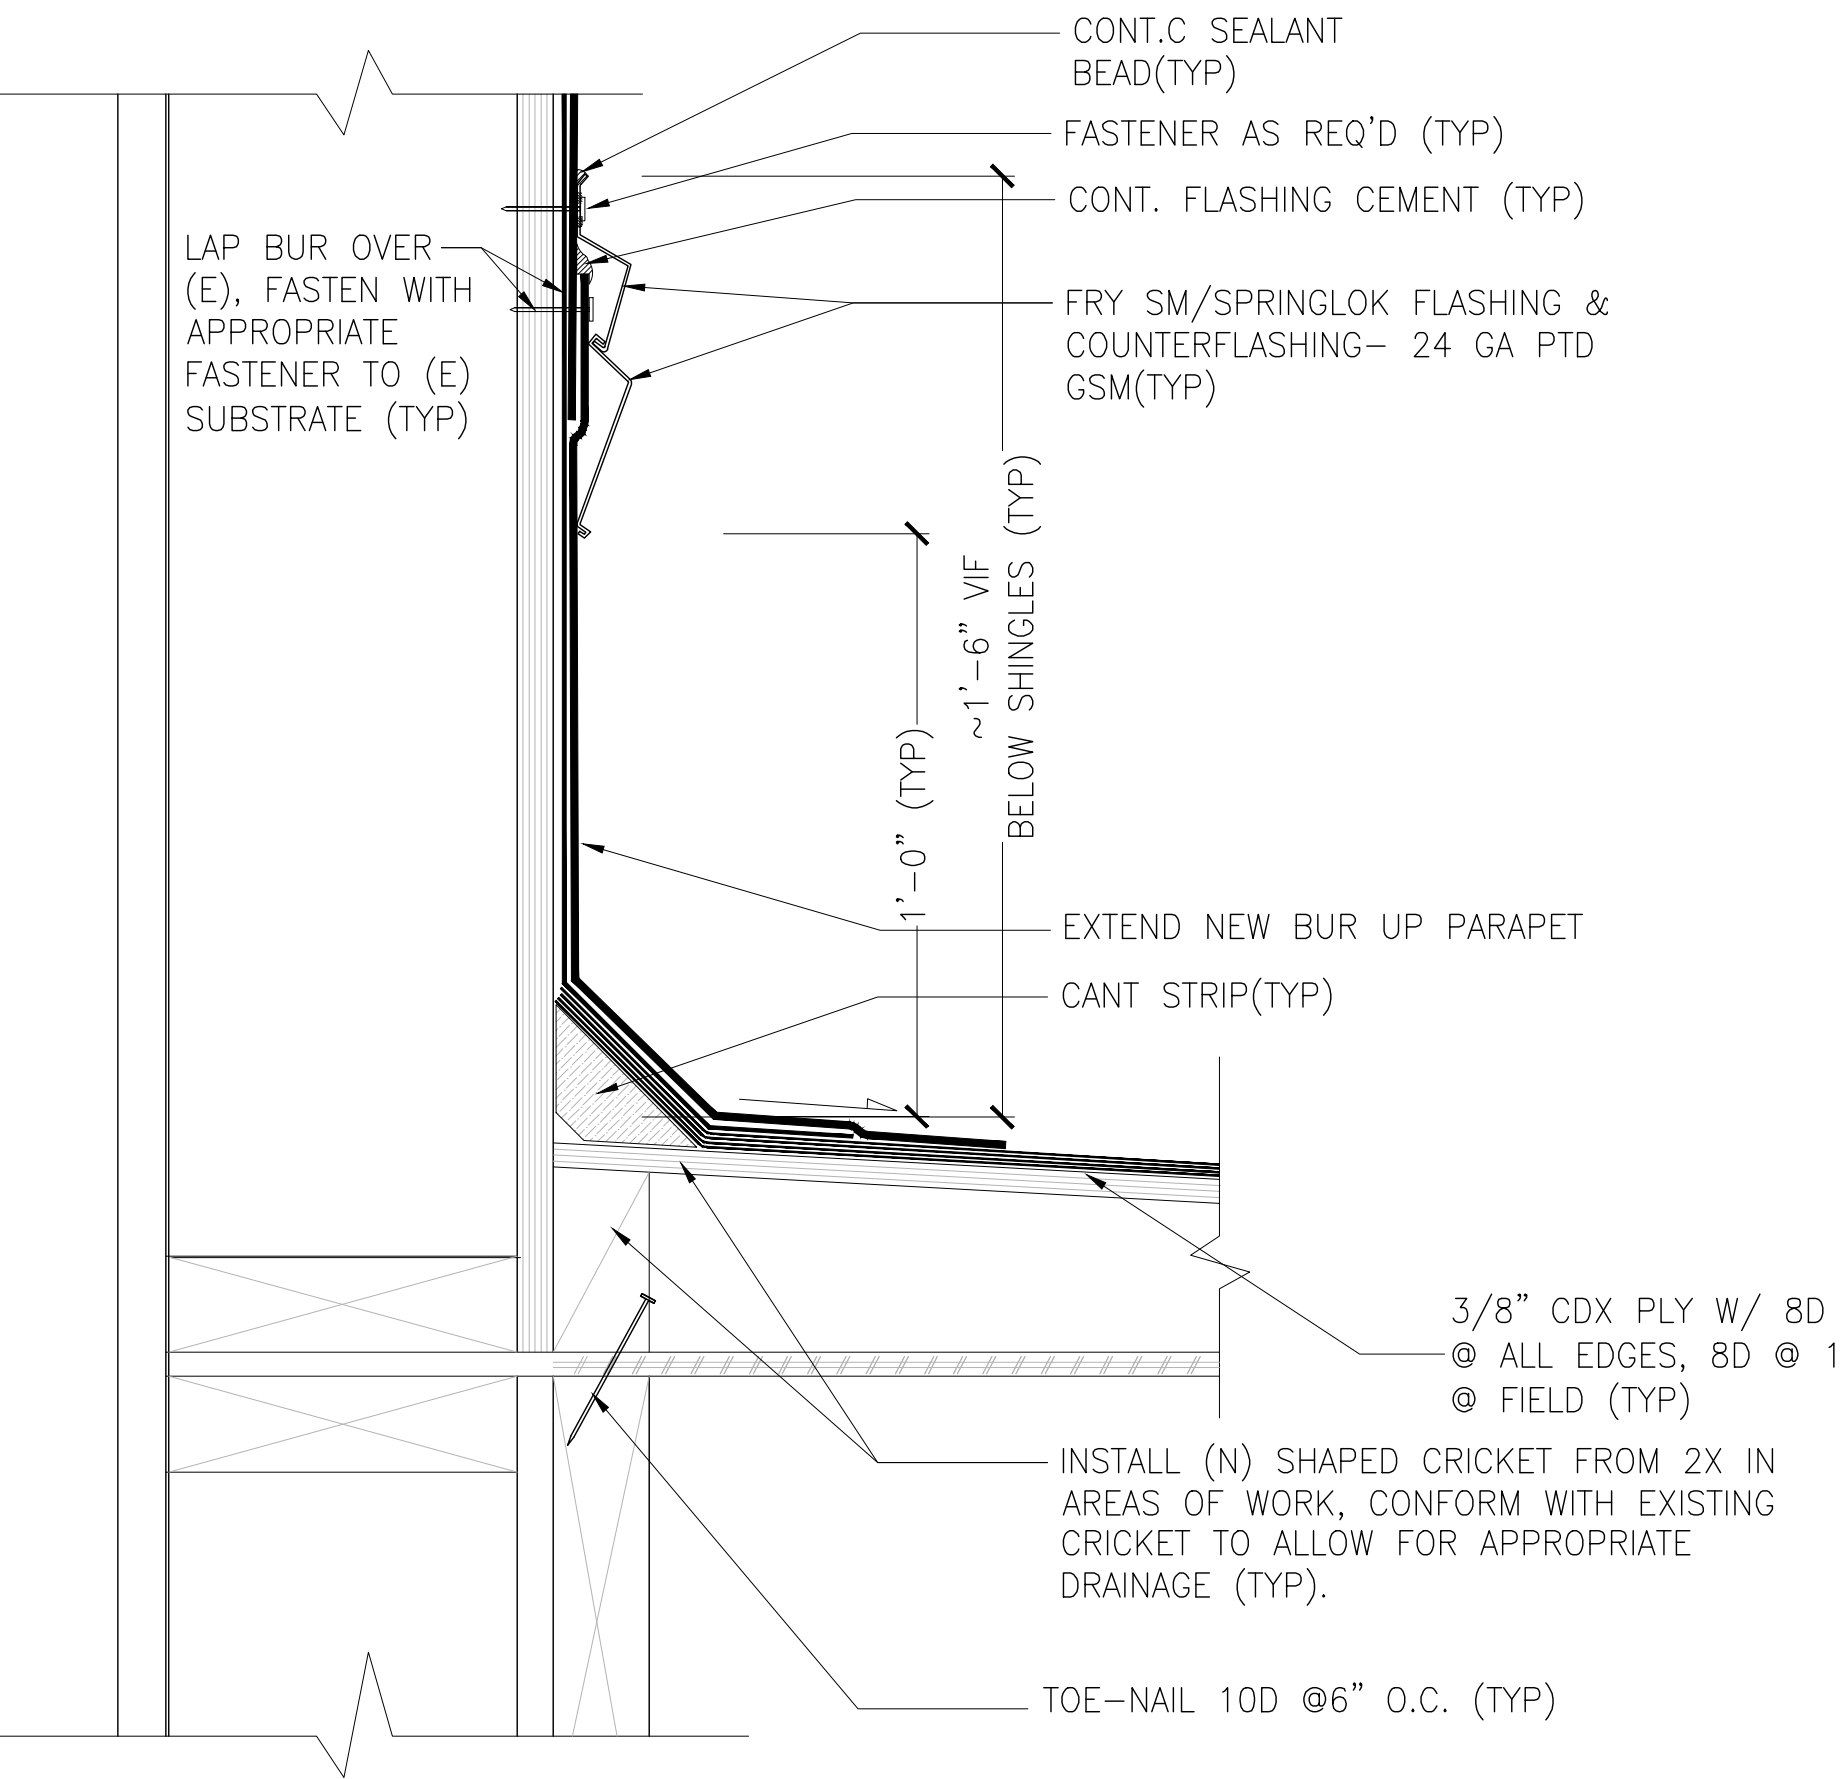 CONT.C SEALANT
BEAD(TYP)
FASTENER AS REQ'D (TYP)
CONT. FLASHING CEMENT (TYP)
LAP BUR OVER
(E), FASTEN WITH
APPROPRIATE
FASTENER TO (E)
SUBSTRATE (TYP)
FRY SM/SPRINGLOK FLASHING &
COUNTERFLASHING– 24 GA PTD
GSM(TYP)
~1'–6" VIF
BELOW SHINGLES (TYP)
1'–0" (TYP)
EXTEND NEW BUR UP PARAPET
CANT STRIP(TYP)
3/8" CDX PLY W/ 8D
@ ALL EDGES, 8D @ 1
@ FIELD (TYP)
INSTALL (N) SHAPED CRICKET FROM 2X IN
AREAS OF WORK, CONFORM WITH EXISTING
CRICKET TO ALLOW FOR APPROPRIATE
DRAINAGE (TYP).
TOE–NAIL 10D @6" O.C. (TYP)